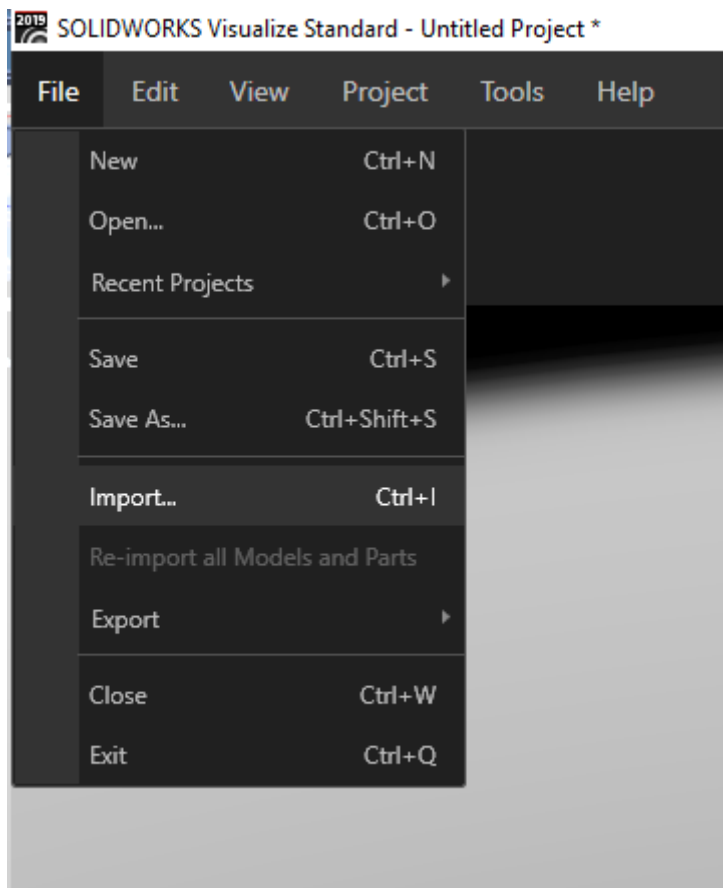 2019 SOLIDWORKS Visualize Standard - Untitled Project *
File Edit View Project Tools Help
New Ctrl+N
Open... Ctrl+O
Recent Projects
Save Ctrl+S
Save As... Ctrl+Shift+S
Import... Ctrl+I
Re-import all Models and Parts
Export
Close Ctrl+W
Exit Ctrl+Q